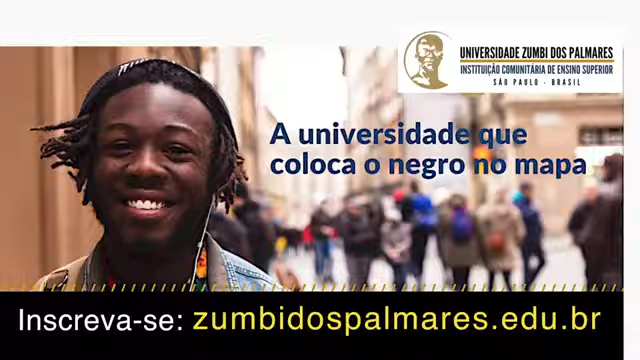 UNIVERSIDADE ZUMBI DOS PALMARES
INSTITUIÇÃO COMUNITÁRIA DE ENSINO SUPERIOR
SÃO PAULO - BRASIL
A universidade que
coloca o negro no mapa
Inscreva-se: zumbidospalmares.edu.br